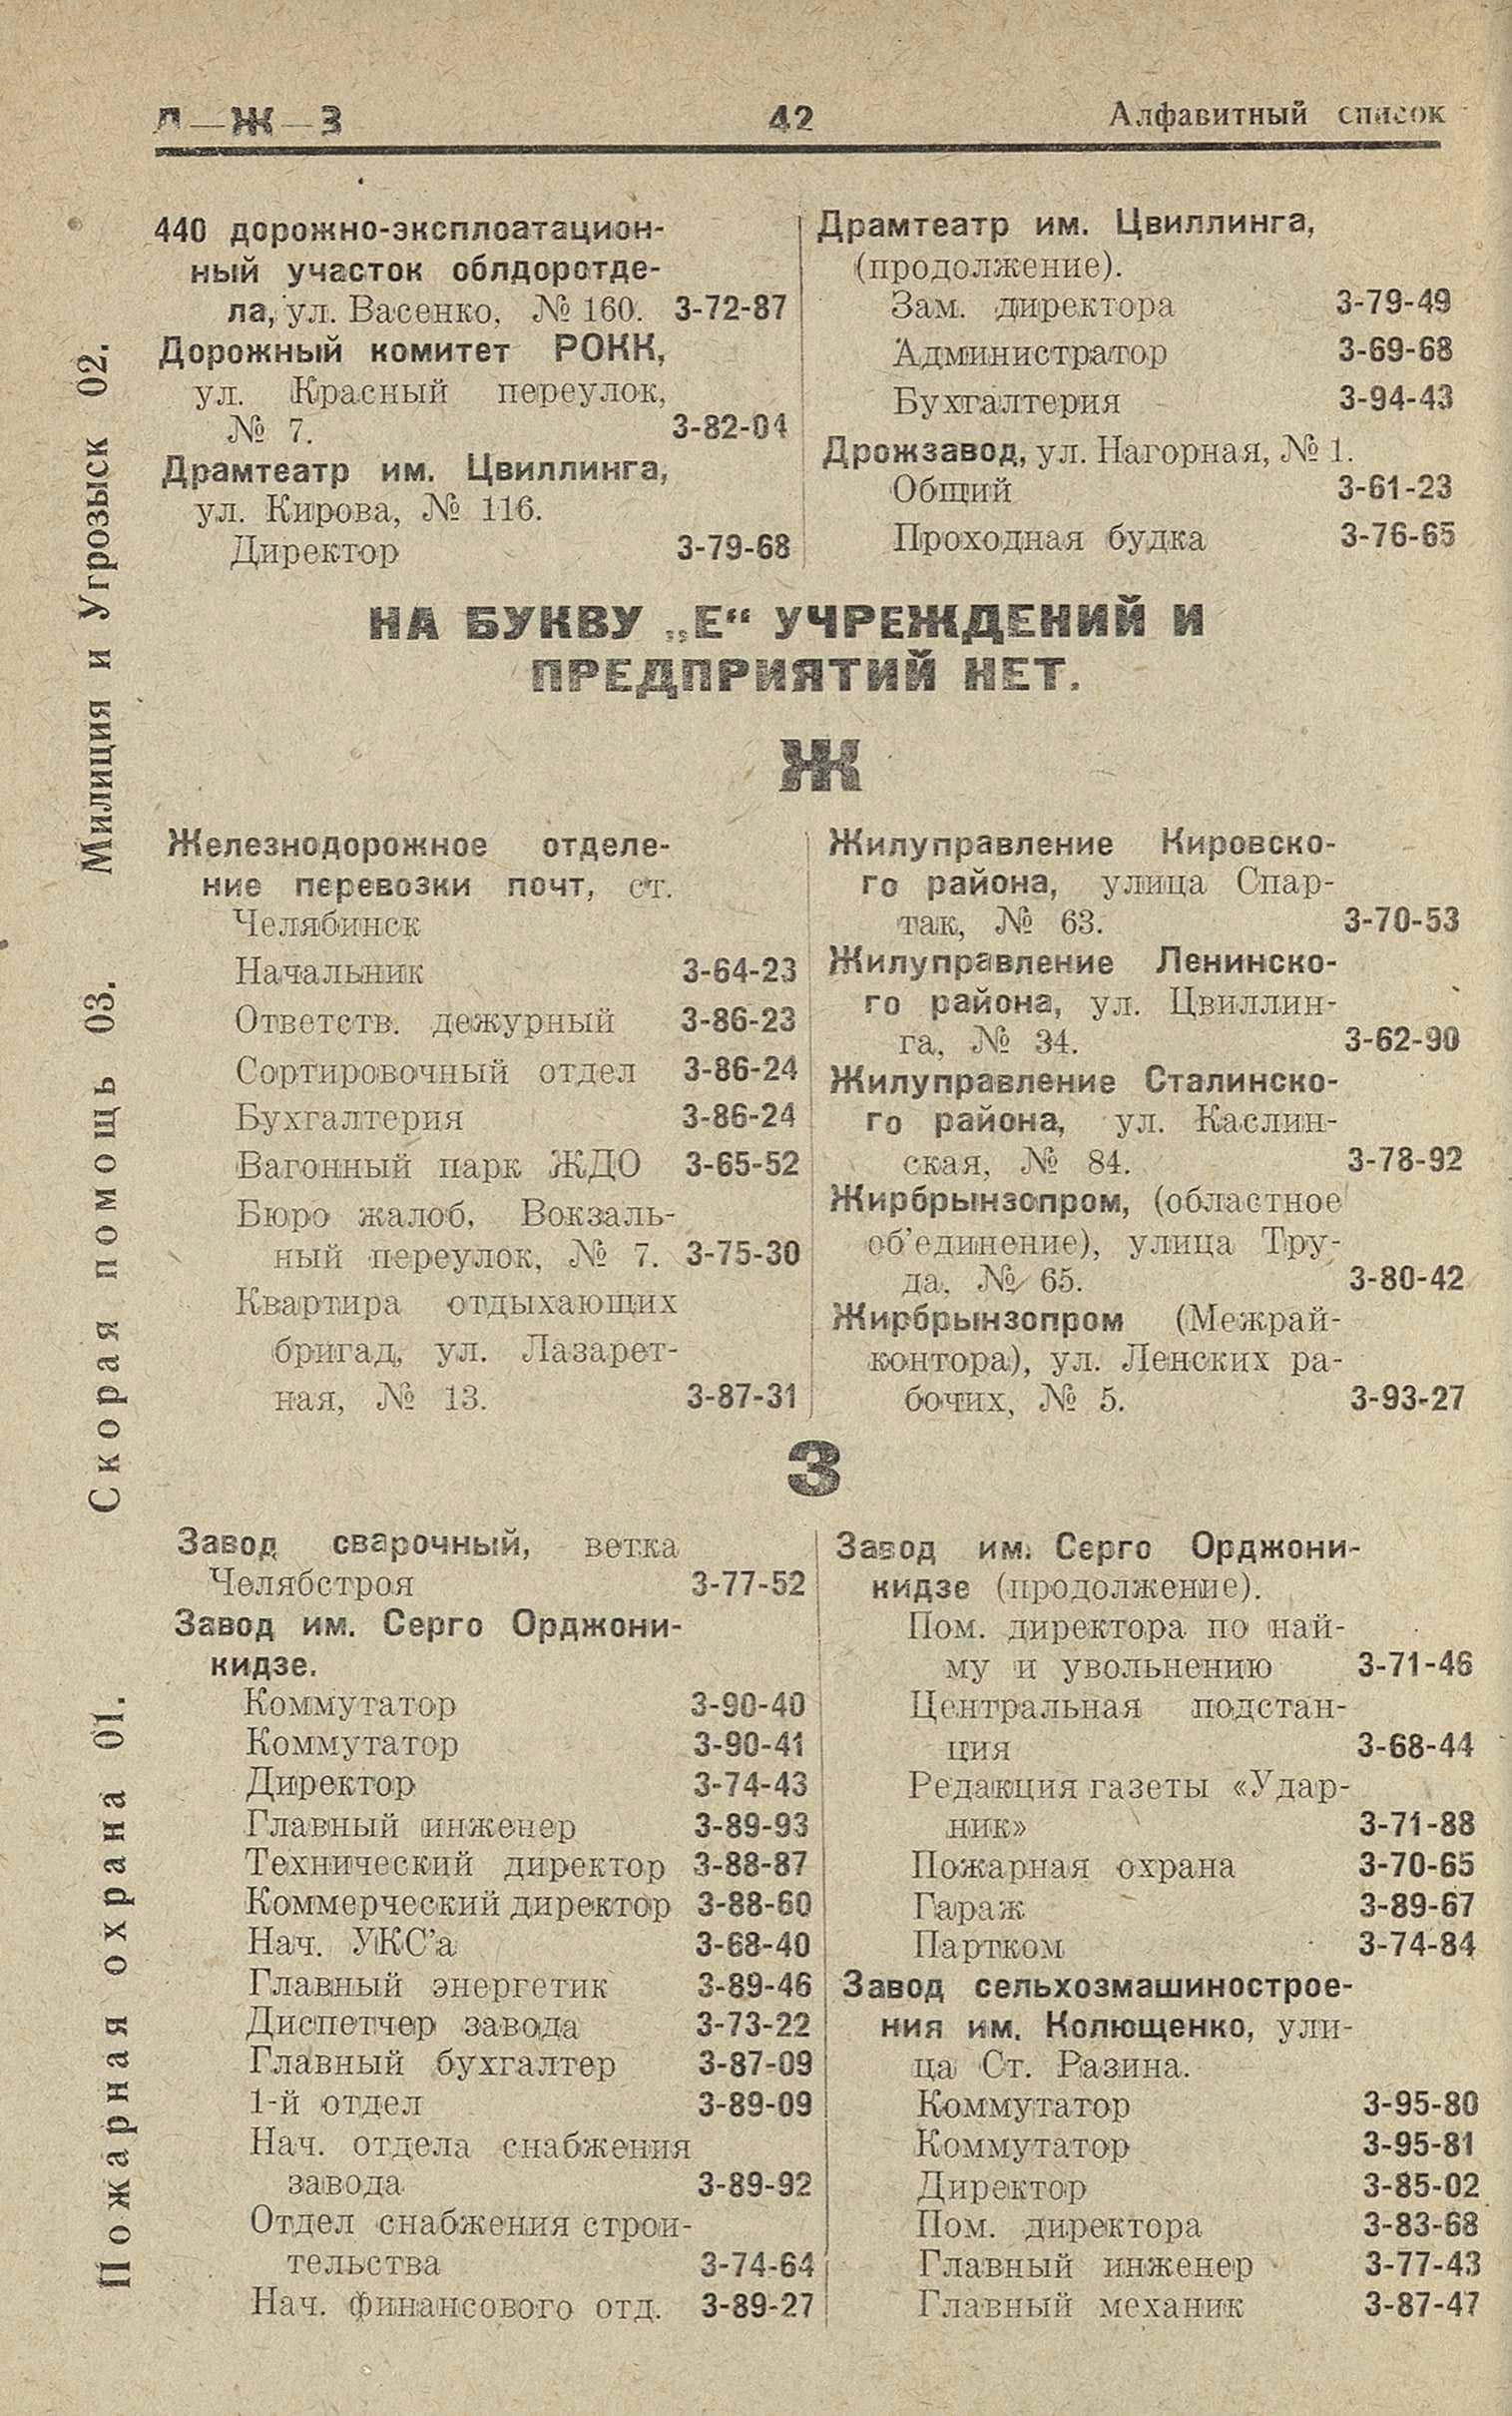 Д—Ж—З
42
Алфавитный список
440 дорожно-эксплоатацион-
ный участок облдоротде-
ла, ул. Васенко, № 160. 3-72-87
Дорожный комитет РОКК,
ул. Красный переулок,
№ 7. 3-82-04
Драмтеатр им. Цвиллинга,
ул. Кирова, № 116.
Директор 3-79-68
Драмтеатр им. Цвиллинга,
(продолжение).
Зам. директора 3-79-49
Администратор 3-69-68
Бухгалтерия 3-94-43
Дрожзавод, ул. Нагорная, № 1.
Общий 3-61-23
Проходная будка 3-76-65
НА БУКВУ „Е“ УЧРЕЖДЕНИЙ И
ПРЕДПРИЯТИЙ НЕТ.
Ж
Железнодорожное отделе-
ние перевозки почт, ст.
Челябинск
Начальник 3-64-23
Ответств. дежурный 3-86-23
Сортировочный отдел 3-86-24
Бухгалтерия 3-86-24
Вагонный парк ЖДО 3-65-52
Бюро жалоб, Вокзаль-
ный переулок, № 7. 3-75-30
Квартира отдыхающих
бригад, ул. Лазарет-
ная, № 13. 3-87-31
Жилуправление Кировско-
го района, улица Спар-
так, № 63. 3-70-53
Жилуправление Ленинско-
го района, ул. Цвиллин-
га, № 34. 3-62-90
Жилуправление Сталинско-
го района, ул. Каслин-
ская, № 84. 3-78-92
Жирбрынзопром, (областное
об’единение), улица Тру-
да, № 65. 3-80-42
Жирбрынзопром (Межрай-
контора), ул. Ленских ра-
бочих, № 5. 3-93-27
З
Завод сварочный, ветка
Челябстроя 3-77-52
Завод им. Серго Орджони-
кидзе.
Коммутатор 3-90-40
Коммутатор 3-90-41
Директор 3-74-43
Главный инженер 3-89-93
Технический директор 3-88-87
Коммерческий директор 3-88-60
Нач. УКС’а 3-68-40
Главный энергетик 3-89-46
Диспетчер завода 3-73-22
Главный бухгалтер 3-87-09
1-й отдел 3-89-09
Нач. отдела снабжения
завода 3-89-92
Отдел снабжения строи-
тельства 3-74-64
Нач. финансового отд. 3-89-27
Завод им. Серго Орджони-
кидзе (продолжение).
Пом. директора по най-
му и увольнению 3-71-46
Центральная подстан-
ция 3-68-44
Редакция газеты «Удар-
ник» 3-71-88
Пожарная охрана 3-70-65
Гараж 3-89-67
Партком 3-74-84
Завод сельхозмашинострое-
ния им. Колющенко, ули-
ца Ст. Разина.
Коммутатор 3-95-80
Коммутатор 3-95-81
Директор 3-85-02
Пом. директора 3-83-68
Главный инженер 3-77-43
Главный механик 3-87-47
Пожарная охрана 01. Скорая помощь 03. Милиция и Угрозыск 02.